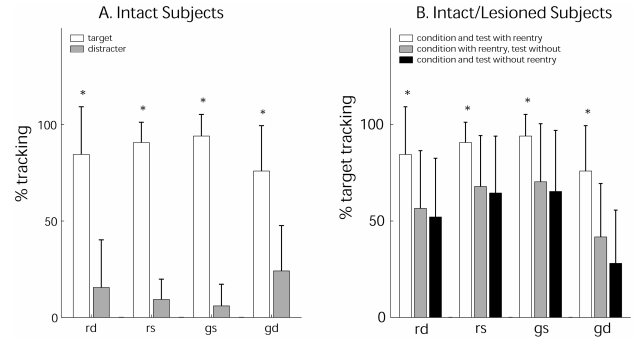 A. Intact Subjects
target
distracter
% tracking
*
*
*
*
100
50
0
rd
rs
gs
gd
B. Intact/Lesioned Subjects
condition and test with reentry
condition with reentry, test without
condition and test without reentry
% target tracking
*
*
*
*
100
50
0
rd
rs
gs
gd